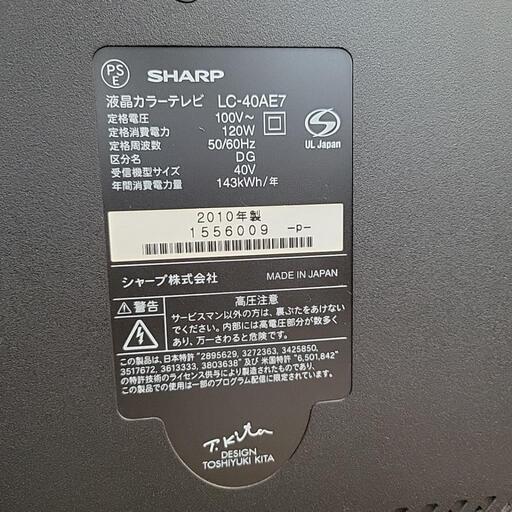 PS
E
SHARP
液晶カラーテレビ LC-40AE7
定格電圧 100V~
定格消費電力 120W
定格周波数 50/60Hz
区分名 DG
受信機型サイズ 40V
年間消費電力量 143kWh/年
UL Japan
2010年製
1556009 -p-
シャープ株式会社 MADE IN JAPAN
警告
高圧注意
サービスマン以外の方は、裏ぶたをあけない
でください。内部には高電圧部分が数多く
あり、万一さわると危険です。
この製品は、日本特許 "2895629, 3272363, 3425850,
3517672, 3613333, 3803638" 及び 米国特許 "6,501,842"
の特許技術のライセンス供与により製造されたものであり、
この製品での使用は一部のプログラム配信に限定されています。
T.Kita
DESIGN
TOSHIYUKI KITA